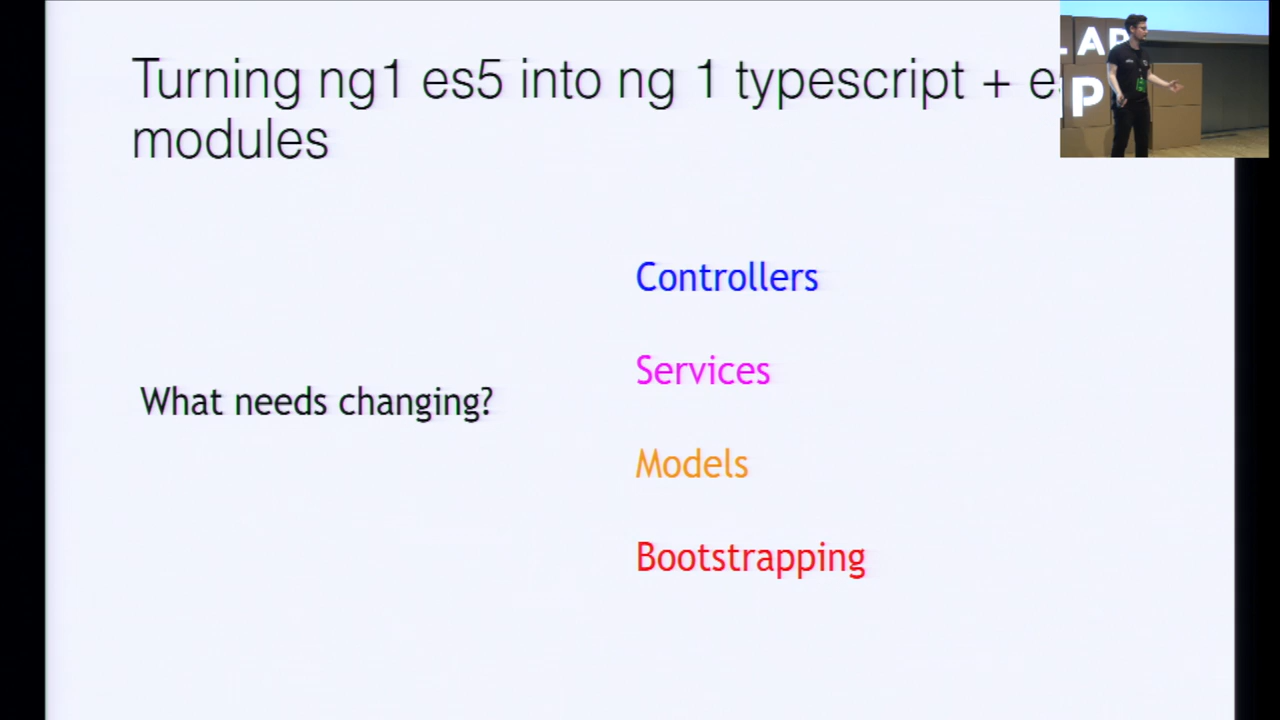 Turning ng1 es5 into ng 1 typescript +
modules
What needs changing?
Controllers
Services
Models
Bootstrapping